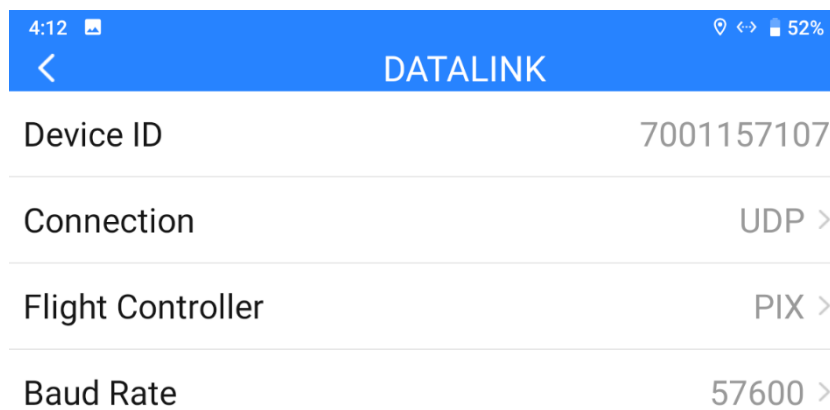 4:12 52%
DATALINK
Device ID 7001157107
Connection UDP
Flight Controller PIX
Baud Rate 57600